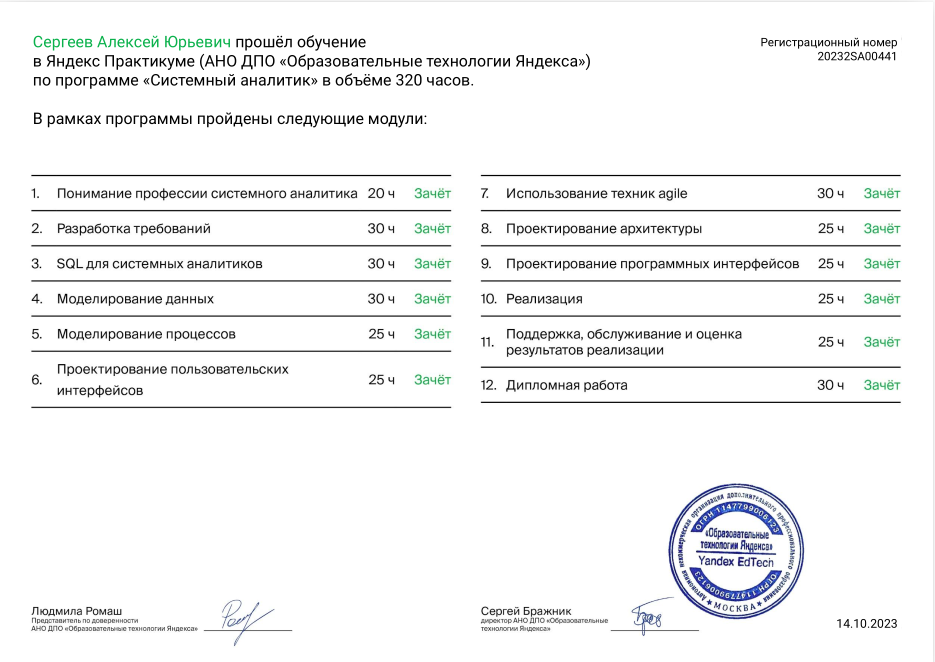 Сергеев Алексей Юрьевич прошёл обучение
в Яндекс Практикуме (АНО ДПО «Образовательные технологии Яндекса»)
по программе «Системный аналитик» в объёме 320 часов.
Регистрационный номер
20232SA00441
В рамках программы пройдены следующие модули:
1. Понимание профессии системного аналитика 20 ч Зачёт
2. Разработка требований 30 ч Зачёт
3. SQL для системных аналитиков 30 ч Зачёт
4. Моделирование данных 30 ч Зачёт
5. Моделирование процессов 25 ч Зачёт
6. Проектирование пользовательских
интерфейсов 25 ч Зачёт
7. Использование техник agile 30 ч Зачёт
8. Проектирование архитектуры 25 ч Зачёт
9. Проектирование программных интерфейсов 25 ч Зачёт
10. Реализация 25 ч Зачёт
11. Поддержка, обслуживание и оценка
результатов реализации 25 ч Зачёт
12. Дипломная работа 30 ч Зачёт
Автономная некоммерческая организация дополнительного профессионального образования
ОГРН 1147799006123
«Образовательные
технологии Яндекса»
Yandex EdTech
ОГРН 1147799006123
МОСКВА
Людмила Ромаш
Представитель по доверенности
АНО ДПО «Образовательные технологии Яндекса»
Сергей Бражник
директор АНО ДПО «Образовательные
технологии Яндекса»
14.10.2023